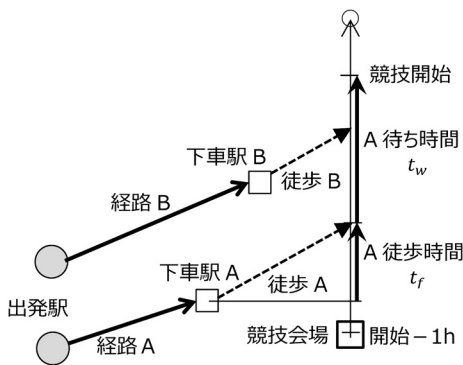 競技開始
A 待ち時間
t_w
下車駅 B
徒歩 B
経路 B
A 徒歩時間
t_f
下車駅 A
徒歩 A
出発駅
競技会場
開始－1h
経路 A